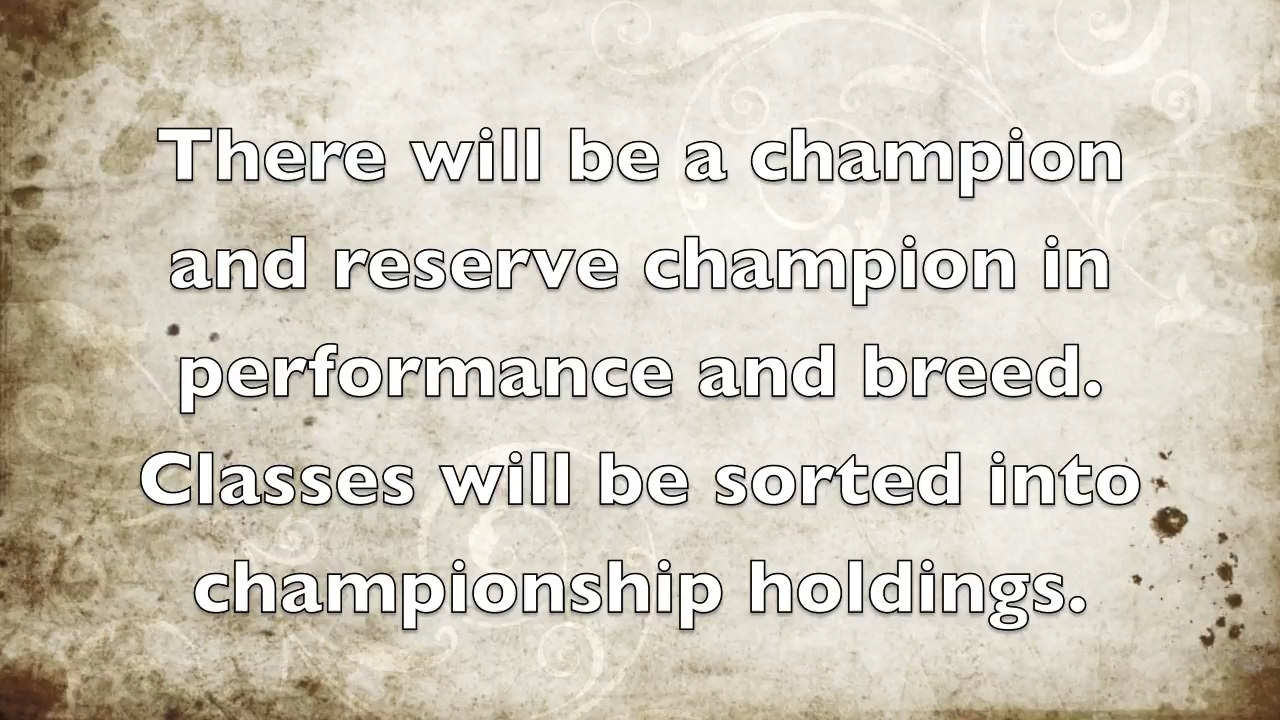 There will be a champion
and reserve champion in
performance and breed.
Classes will be sorted into
championship holdings.